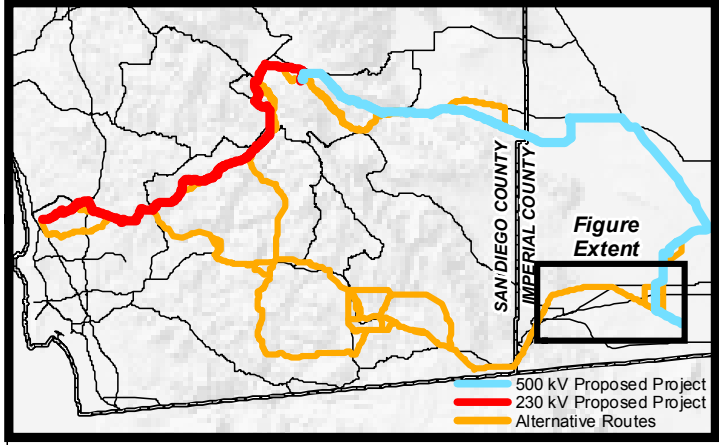 SAN DIEGO COUNTY
IMPERIAL COUNTY
Figure
Extent
500 kV Proposed Project
230 kV Proposed Project
Alternative Routes